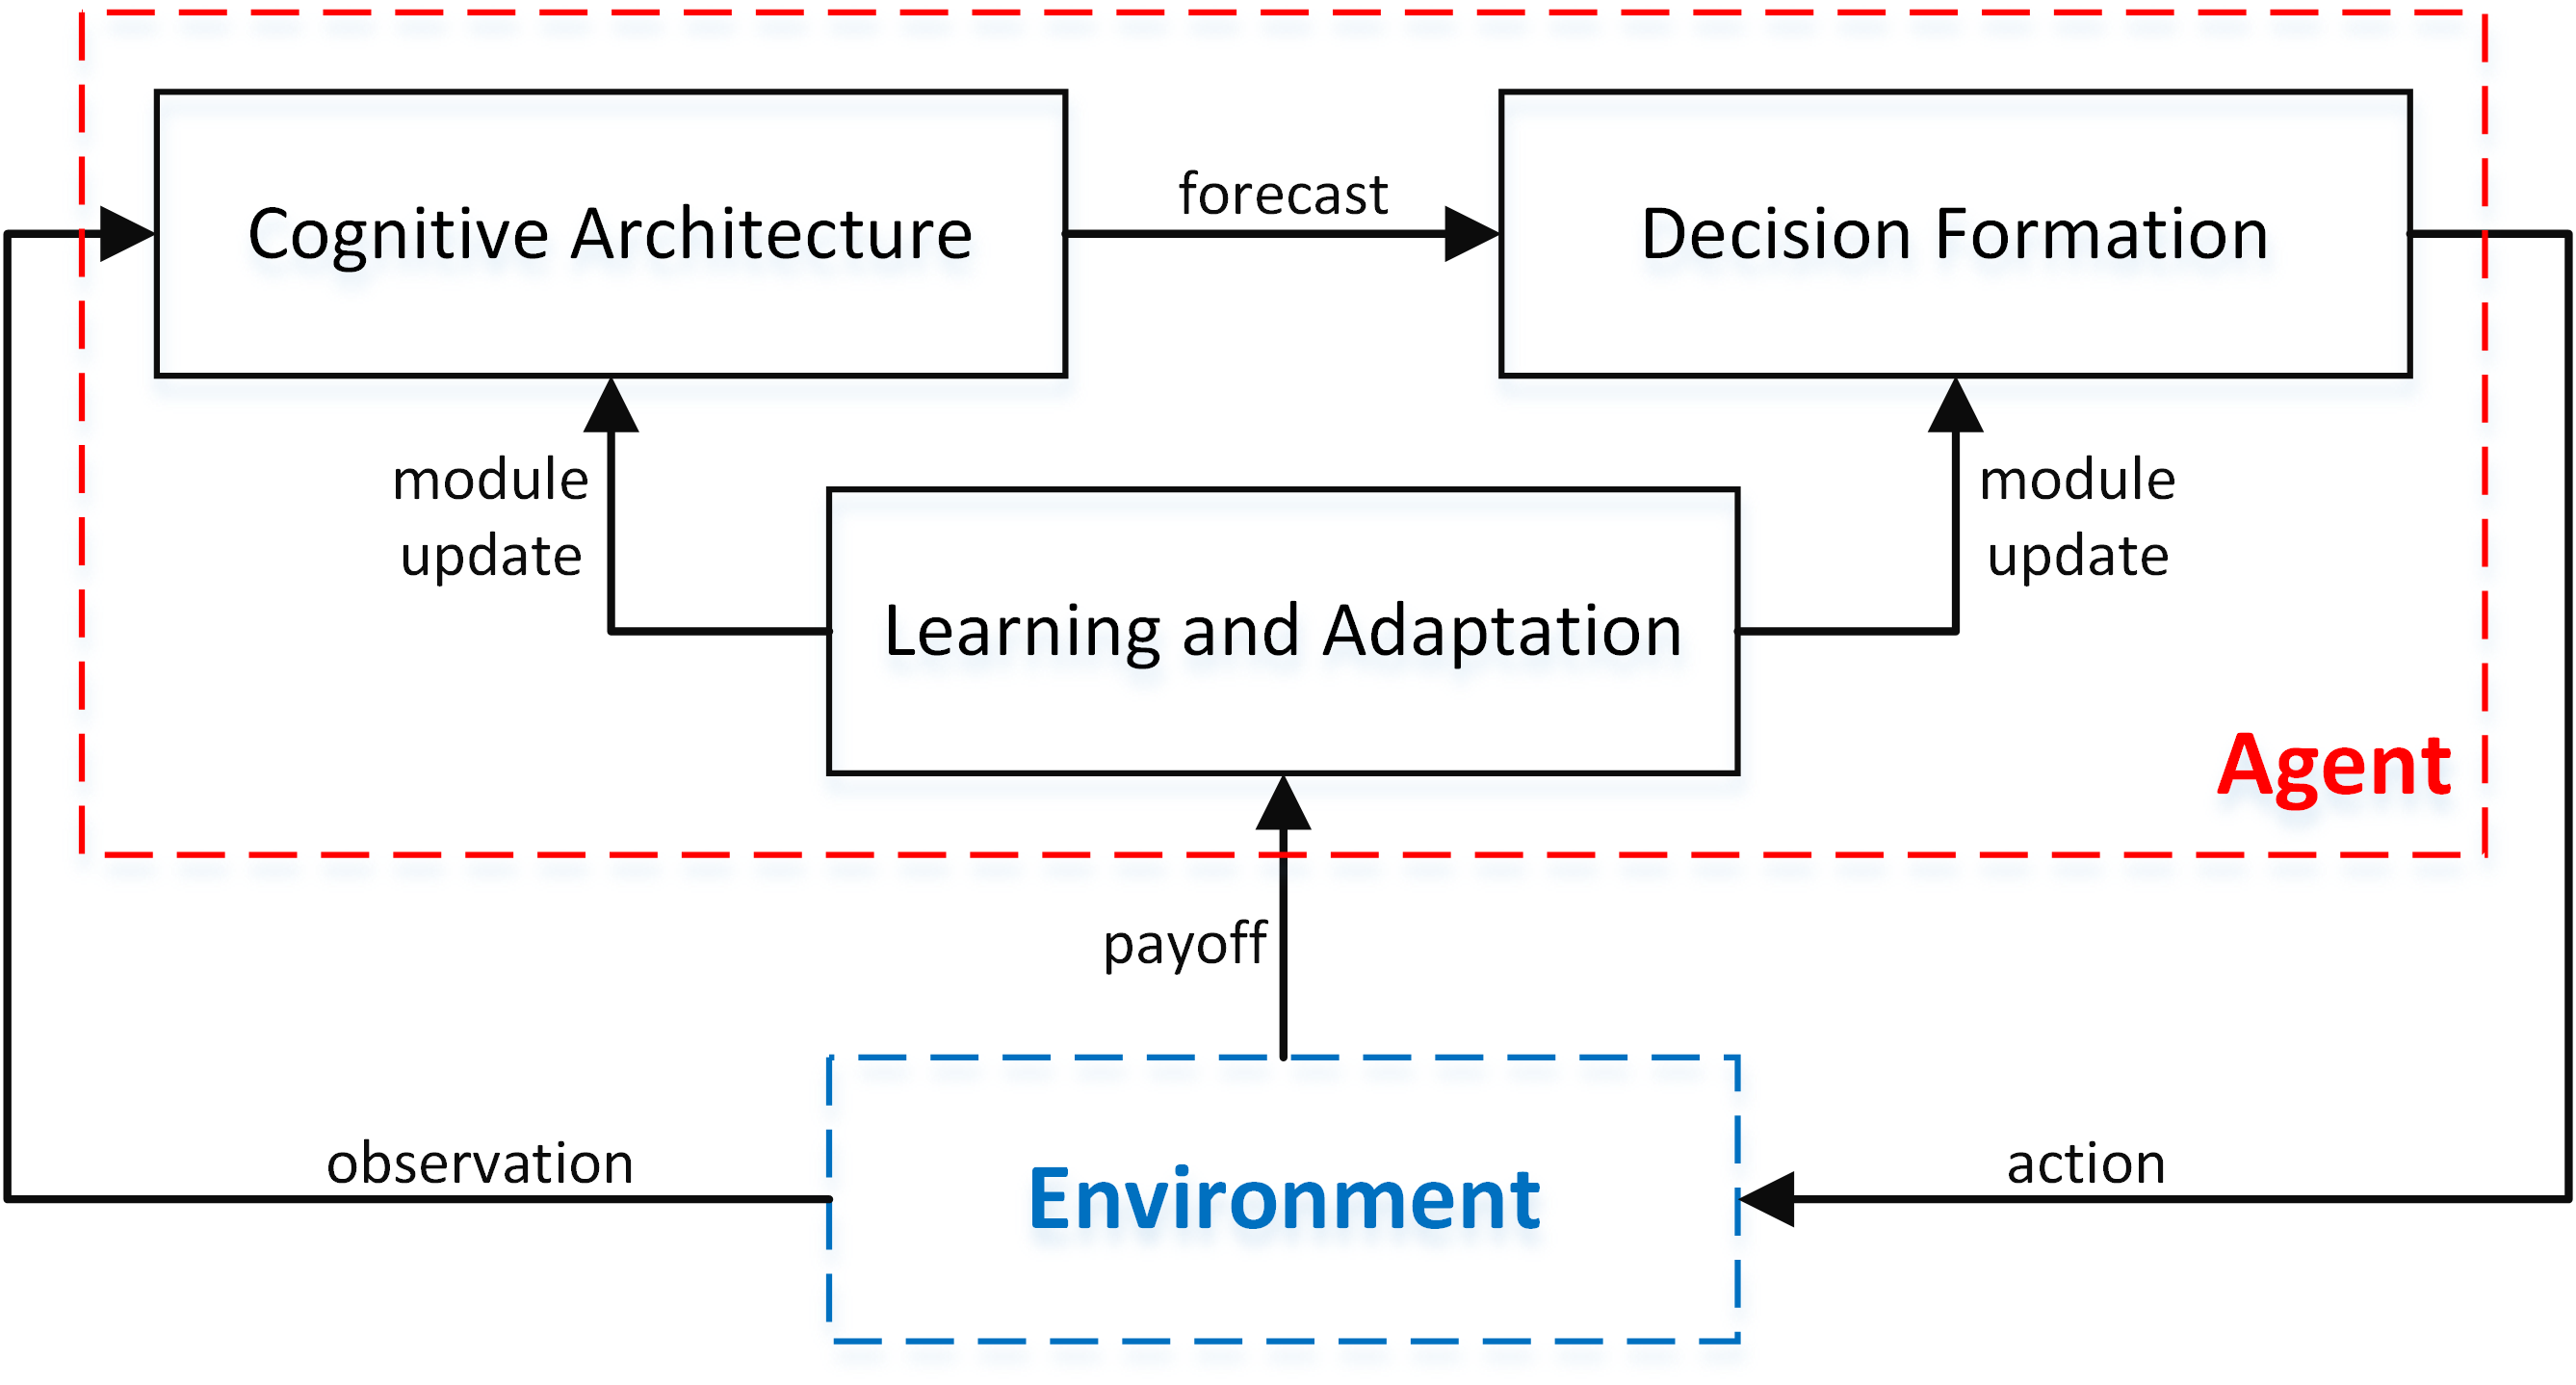 Cognitive Architecture
forecast
Decision Formation
module
update
module
update
Learning and Adaptation
Agent
payoff
observation
Environment
action